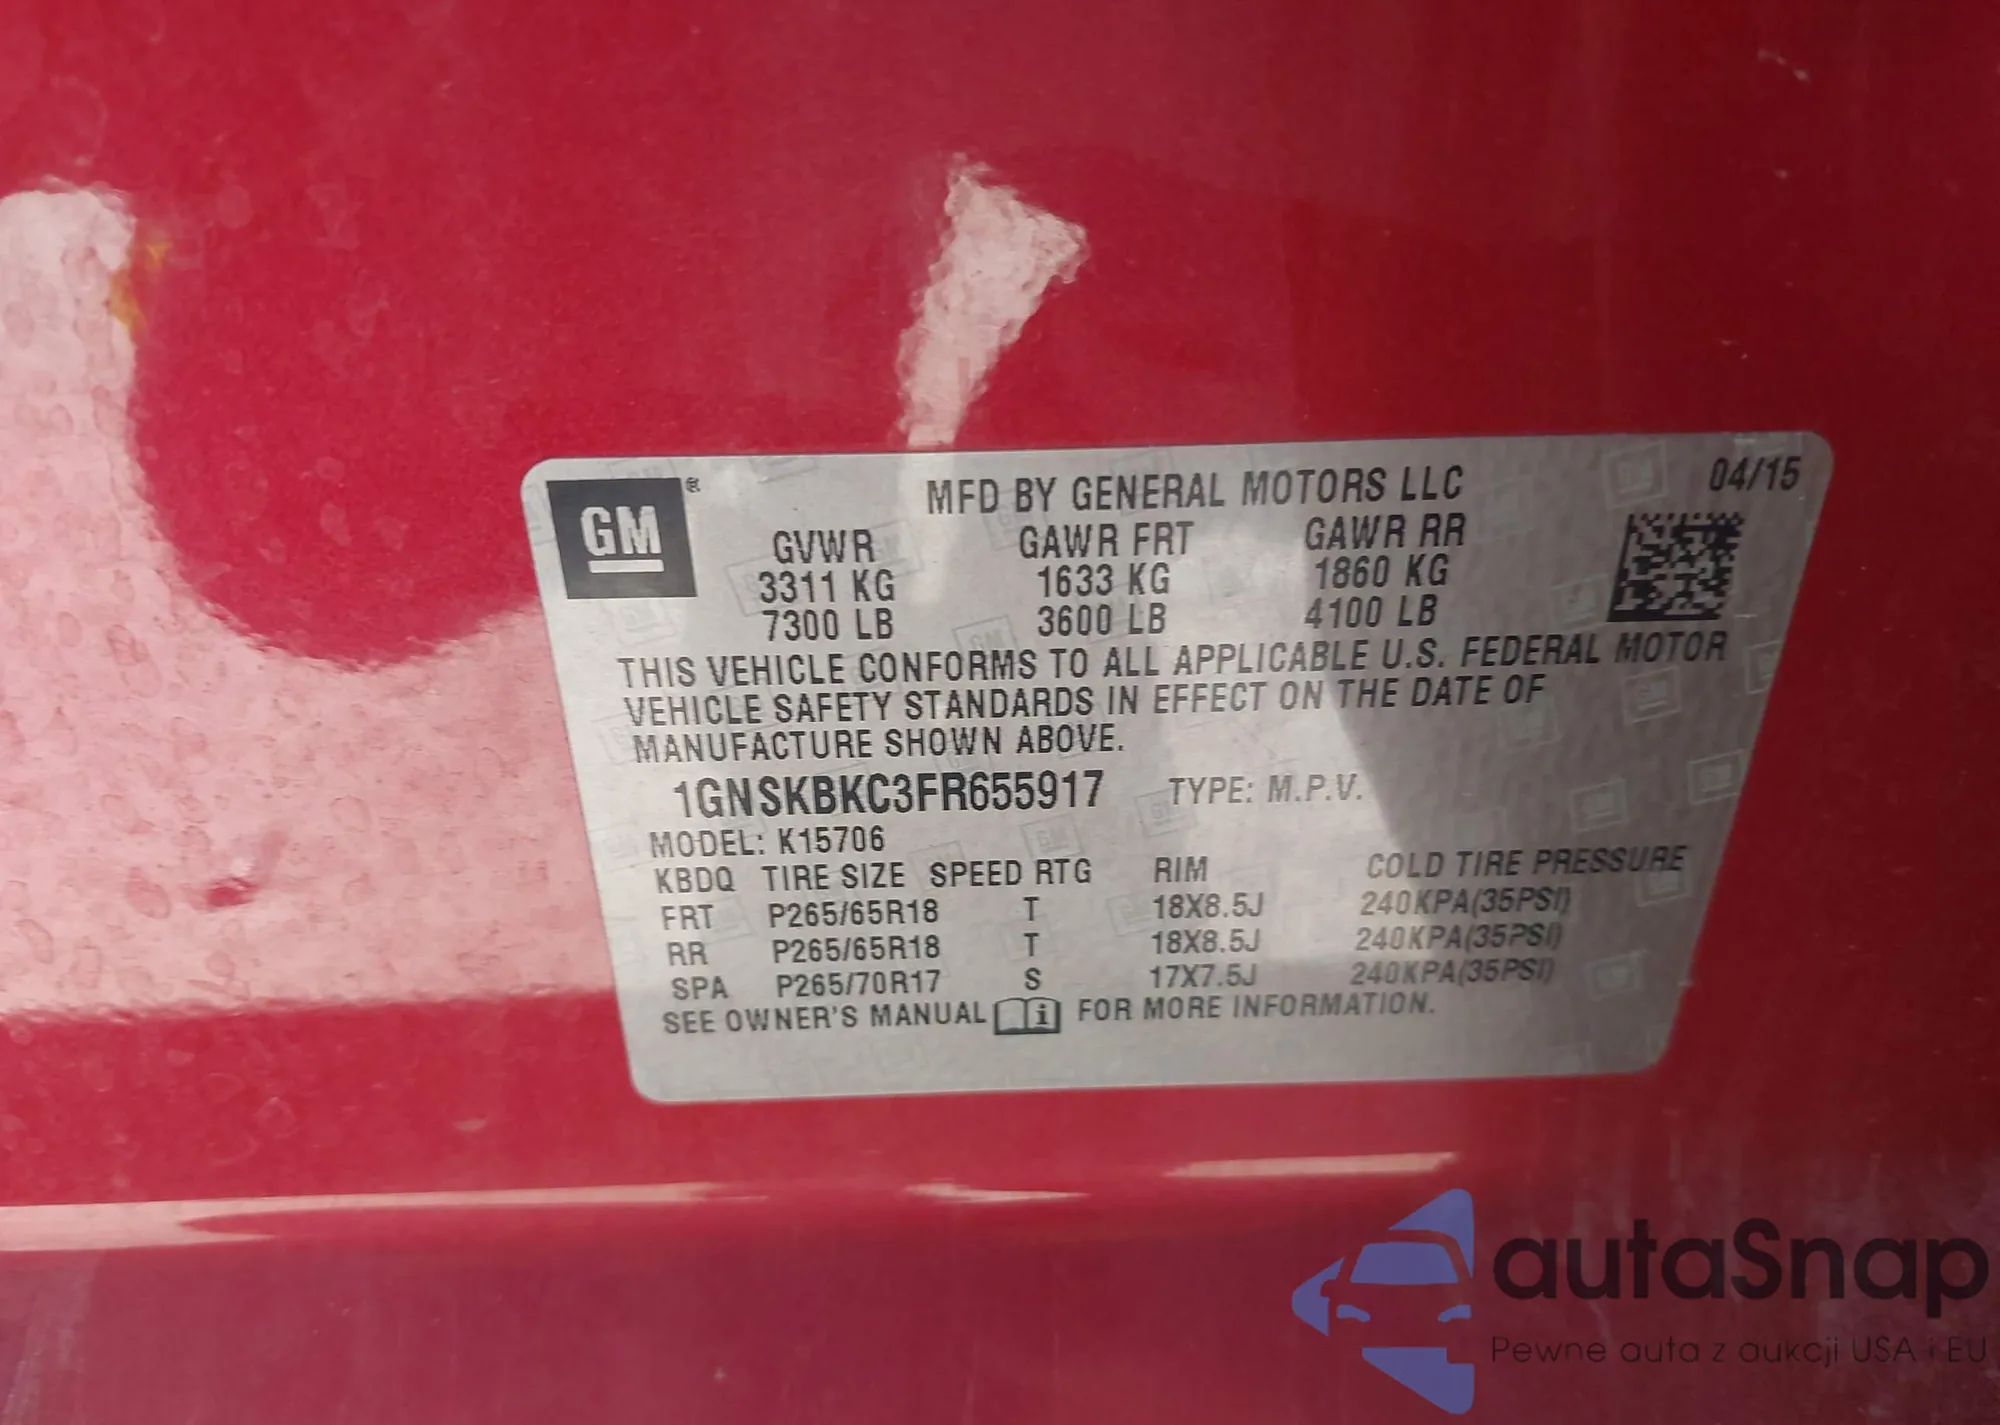 GM®
MFD BY GENERAL MOTORS LLC 04/15
GVWR GAWR FRT GAWR RR
3311 KG 1633 KG 1860 KG
7300 LB 3600 LB 4100 LB
THIS VEHICLE CONFORMS TO ALL APPLICABLE U.S. FEDERAL MOTOR
VEHICLE SAFETY STANDARDS IN EFFECT ON THE DATE OF
MANUFACTURE SHOWN ABOVE.
1GNSKBKC3FR655917 TYPE: M.P.V.
MODEL: K15706
KBDQ TIRE SIZE SPEED RTG RIM COLD TIRE PRESSURE
FRT P265/65R18 T 18X8.5J 240KPA(35PSI)
RR P265/65R18 T 18X8.5J 240KPA(35PSI)
SPA P265/70R17 S 17X7.5J 240KPA(35PSI)
SEE OWNER'S MANUAL i FOR MORE INFORMATION.
autaSnap
Pewne auta z aukcji USA i EU